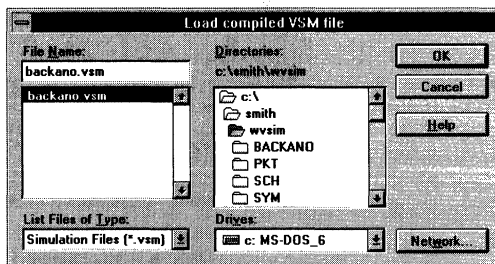 Load compiled VSM file
File Name:
backano.vsm
backano.vsm
List Files of Type:
Simulation Files (*.vsm)
Directories:
c:\smith\wvsim
c:\
smith
wvsim
BACKANO
PKT
SCH
SYM
Drives:
c: MS-DOS_6
OK
Cancel
Help
Network...